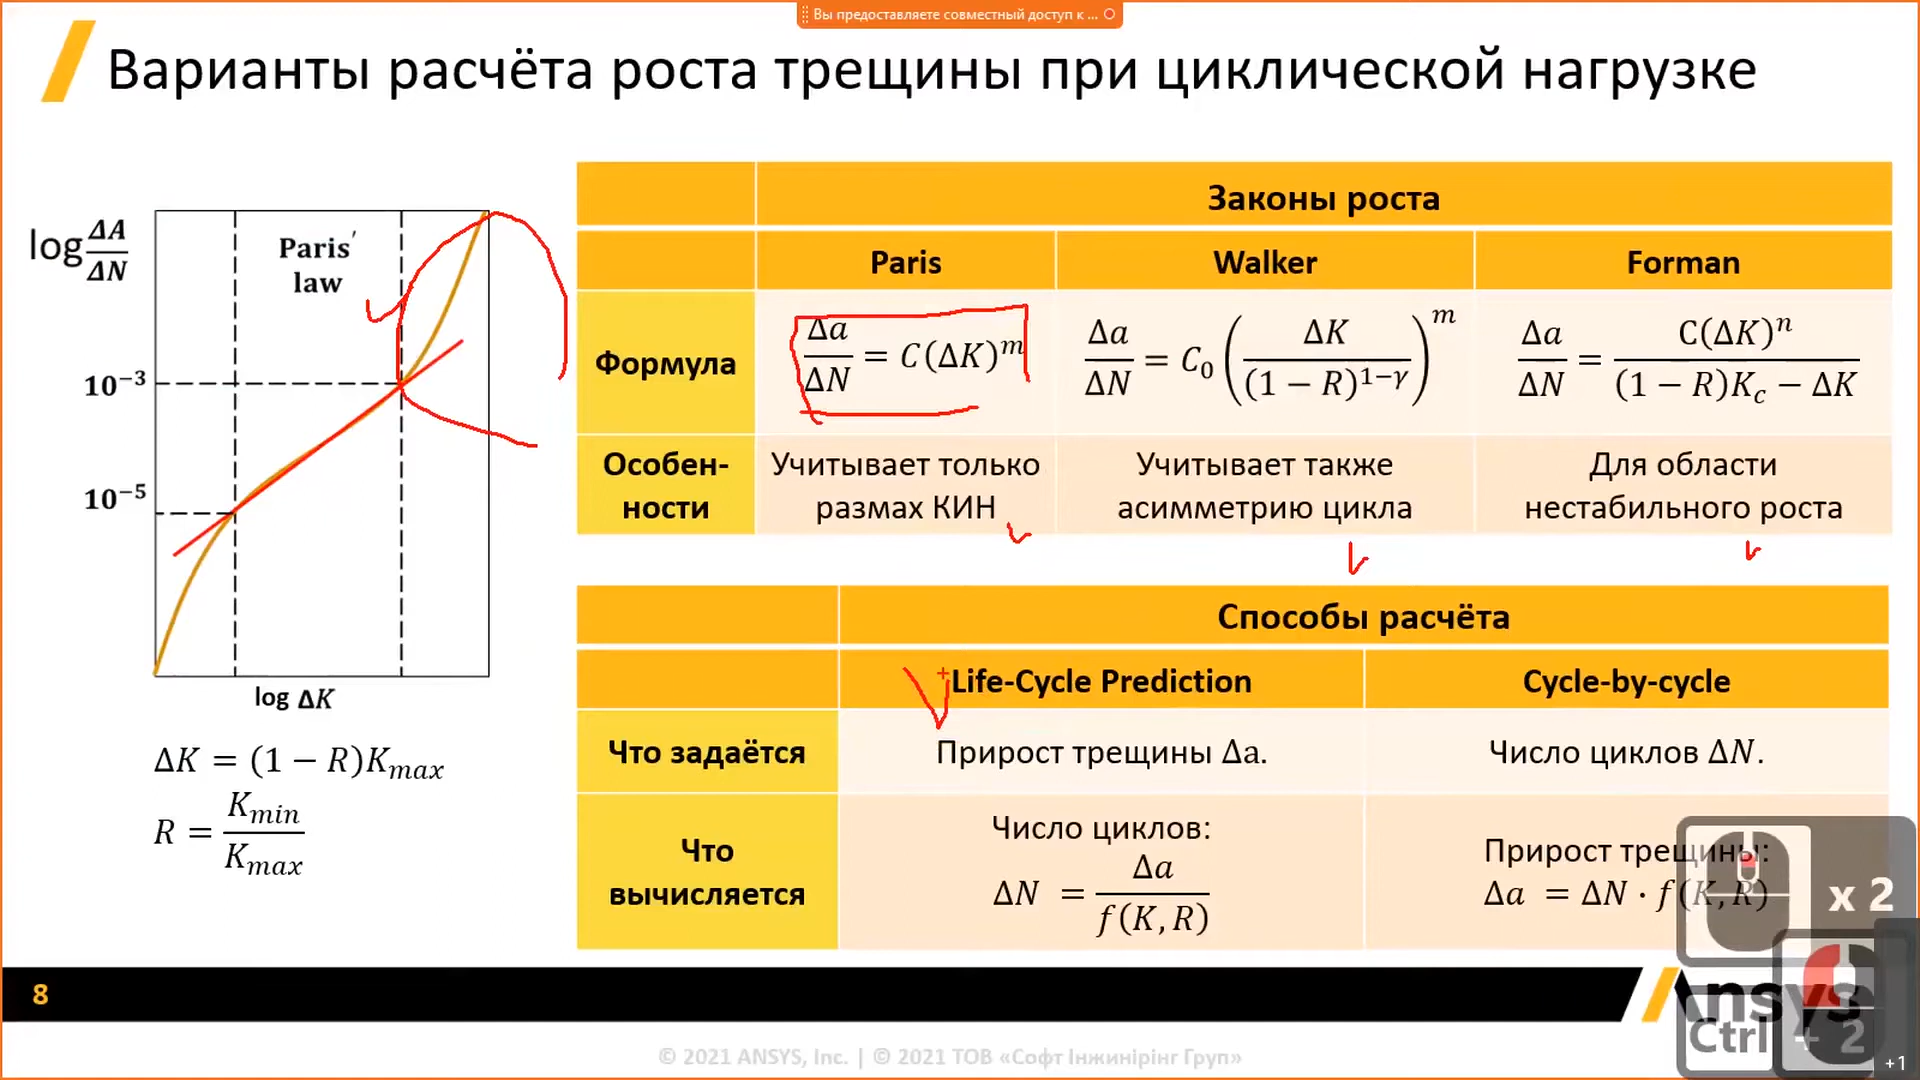 Вы предоставляете совместный доступ к ...
Варианты расчёта роста трещины при циклической нагрузке
log ΔA/ΔN
Paris′
law
10⁻³
10⁻⁵
log ΔK
ΔK = (1 − R)Kₘₐₓ
R = Kₘᵢₙ/Kₘₐₓ
Законы роста
Paris Walker Forman
Формула Δa/ΔN = C(ΔK)^m Δa/ΔN = C₀(ΔK/(1 − R)^(1−γ))^m Δa/ΔN = C(ΔK)^n/((1 − R)K_c − ΔK)
Особен-
ности
Учитывает только
размах КИН
Учитывает также
асимметрию цикла
Для области
нестабильного роста
Способы расчёта
Life-Cycle Prediction Cycle-by-cycle
Что задаётся Прирост трещины Δa. Число циклов ΔN.
Что
вычисляется
Число циклов:
ΔN = Δa/f(K, R)
Прирост трещины:
Δa = ΔN · f(K, R)
x 2
8
Ansys
Ctrl + 2
+1
© 2021 ANSYS, Inc. | © 2021 ТОВ «Софт Інжинірінг Груп»